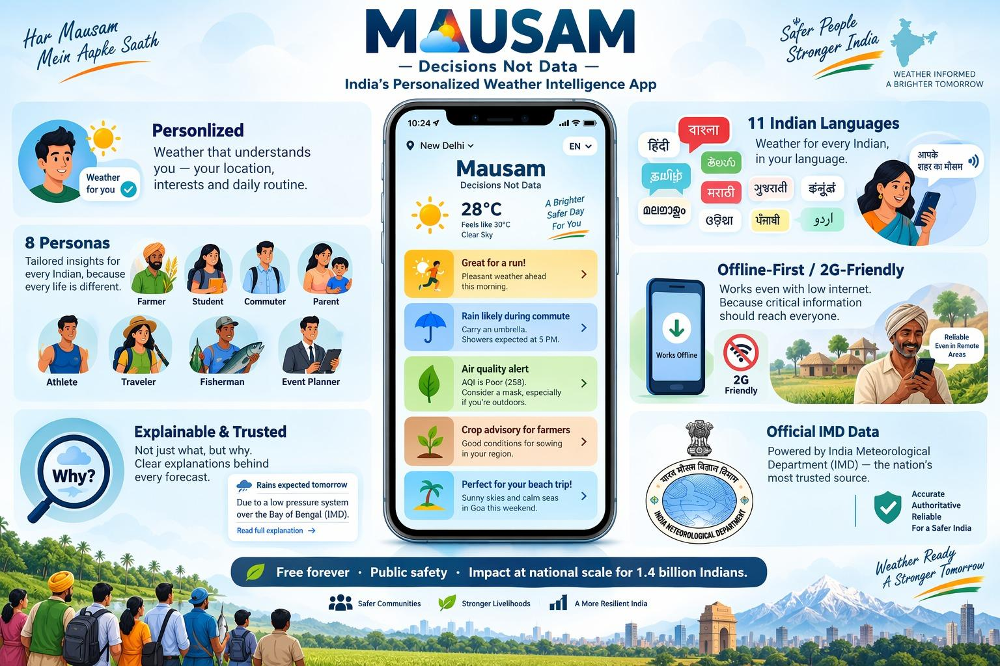 Har Mausam
Mein Aapke Saath
MAUSAM
— Decisions Not Data —
India's Personalized Weather Intelligence App
Safer People
Stronger India
WEATHER INFORMED
A BRIGHTER TOMORROW
Personlized
Weather that understands
you — your location,
interests and daily routine.
Weather
for you
8 Personas
Tailored insights for
every Indian, because
every life is different.
Farmer
Student
Commuter
Parent
Athlete
Traveler
Fisherman
Event Planner
Explainable & Trusted
Not just what, but why.
Clear explanations behind
every forecast.
Why?
Rains expected tomorrow
Due to a low pressure system
over the Bay of Bengal (IMD).
Read full explanation →
10:24
New Delhi
EN
Mausam
Decisions Not Data
28°C
Feels like 30°C
Clear Sky
A Brighter
Safer Day
For You
Great for a run!
Pleasant weather ahead
this morning.
Rain likely during commute
Carry an umbrella.
Showers expected at 5 PM.
Air quality alert
AQI is Poor (258).
Consider a mask, especially
if you're outdoors.
Crop advisory for farmers
Good conditions for sowing
in your region.
Perfect for your beach trip!
Sunny skies and calm seas
in Goa this weekend.
11 Indian Languages
Weather for every Indian,
in your language.
हिंदी
বাংলা
मराठी
ગુજરાતી
ଓଡ଼ିଆ
اردو
आपके
शहर का मौसम
Offline-First / 2G-Friendly
Works even with low internet.
Because critical information
should reach everyone.
Works Offline
2G
Friendly
Reliable
Even in Remote
Areas
Official IMD Data
Powered by India Meteorological
Department (IMD) — the nation's
most trusted source.
मौसम विज्ञान विभाग
INDIA METEOROLOGICAL DEPARTMENT
Accurate
Authoritative
Reliable
For a Safer India
Free forever · Public safety · Impact at national scale for 1.4 billion Indians.
Safer Communities
Stronger Livelihoods
A More Resilient India
Weather Ready
A Stronger Tomorrow